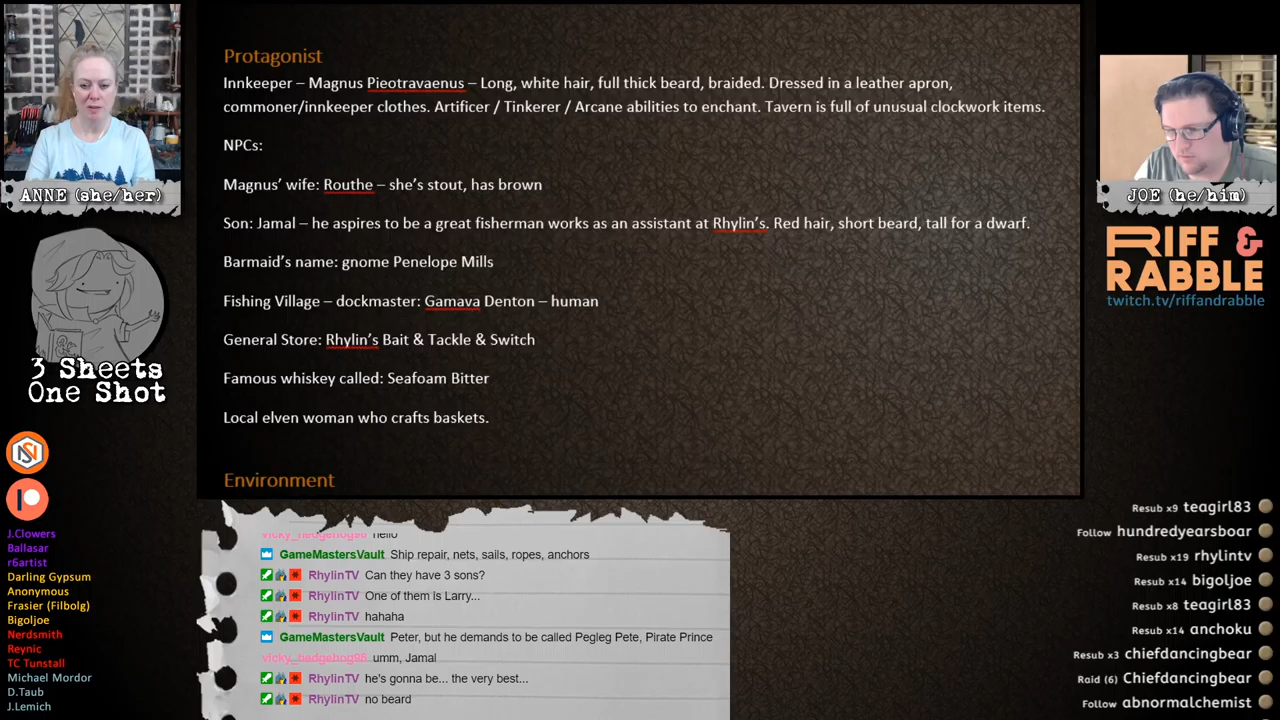 Protagonist
Innkeeper – Magnus Pieotravaenus – Long, white hair, full thick beard, braided. Dressed in a leather apron,
commoner/innkeeper clothes. Artificer / Tinkerer / Arcane abilities to enchant. Tavern is full of unusual clockwork items.
NPCs:
Magnus’ wife: Routhe – she’s stout, has brown
Son: Jamal – he aspires to be a great fisherman works as an assistant at Rhylin’s. Red hair, short beard, tall for a dwarf.
Barmaid’s name: gnome Penelope Mills
Fishing Village – dockmaster: Gamava Denton – human
General Store: Rhylin’s Bait & Tackle & Switch
Famous whiskey called: Seafoam Bitter
Local elven woman who crafts baskets.
Environment
ANNE (she/her)
3 Sheets
One Shot
J.Clowers
Ballasar
r6artist
Darling Gypsum
Anonymous
Frasier (Filbolg)
Bigoljoe
Nerdsmith
Reynic
TC Tunstall
Michael Mordor
D.Taub
J.Lemich
vicky_hedgehog96 hello
GameMastersVault Ship repair, nets, sails, ropes, anchors
RhylinTV Can they have 3 sons?
RhylinTV One of them is Larry...
RhylinTV hahaha
GameMastersVault Peter, but he demands to be called Pegleg Pete, Pirate Prince
vicky_hedgehog96 umm, Jamal
RhylinTV he's gonna be... the very best...
RhylinTV no beard
JOE (he/him)
RIFF &
RABBLE
twitch.tv/riffandrabble
Resub x9 teagirl83
Follow hundredyearsboar
Resub x19 rhylintv
Resub x14 bigoljoe
Resub x8 teagirl83
Resub x14 anchoku
Resub x3 chiefdancingbear
Raid (6) Chiefdancingbear
Follow abnormalchemist